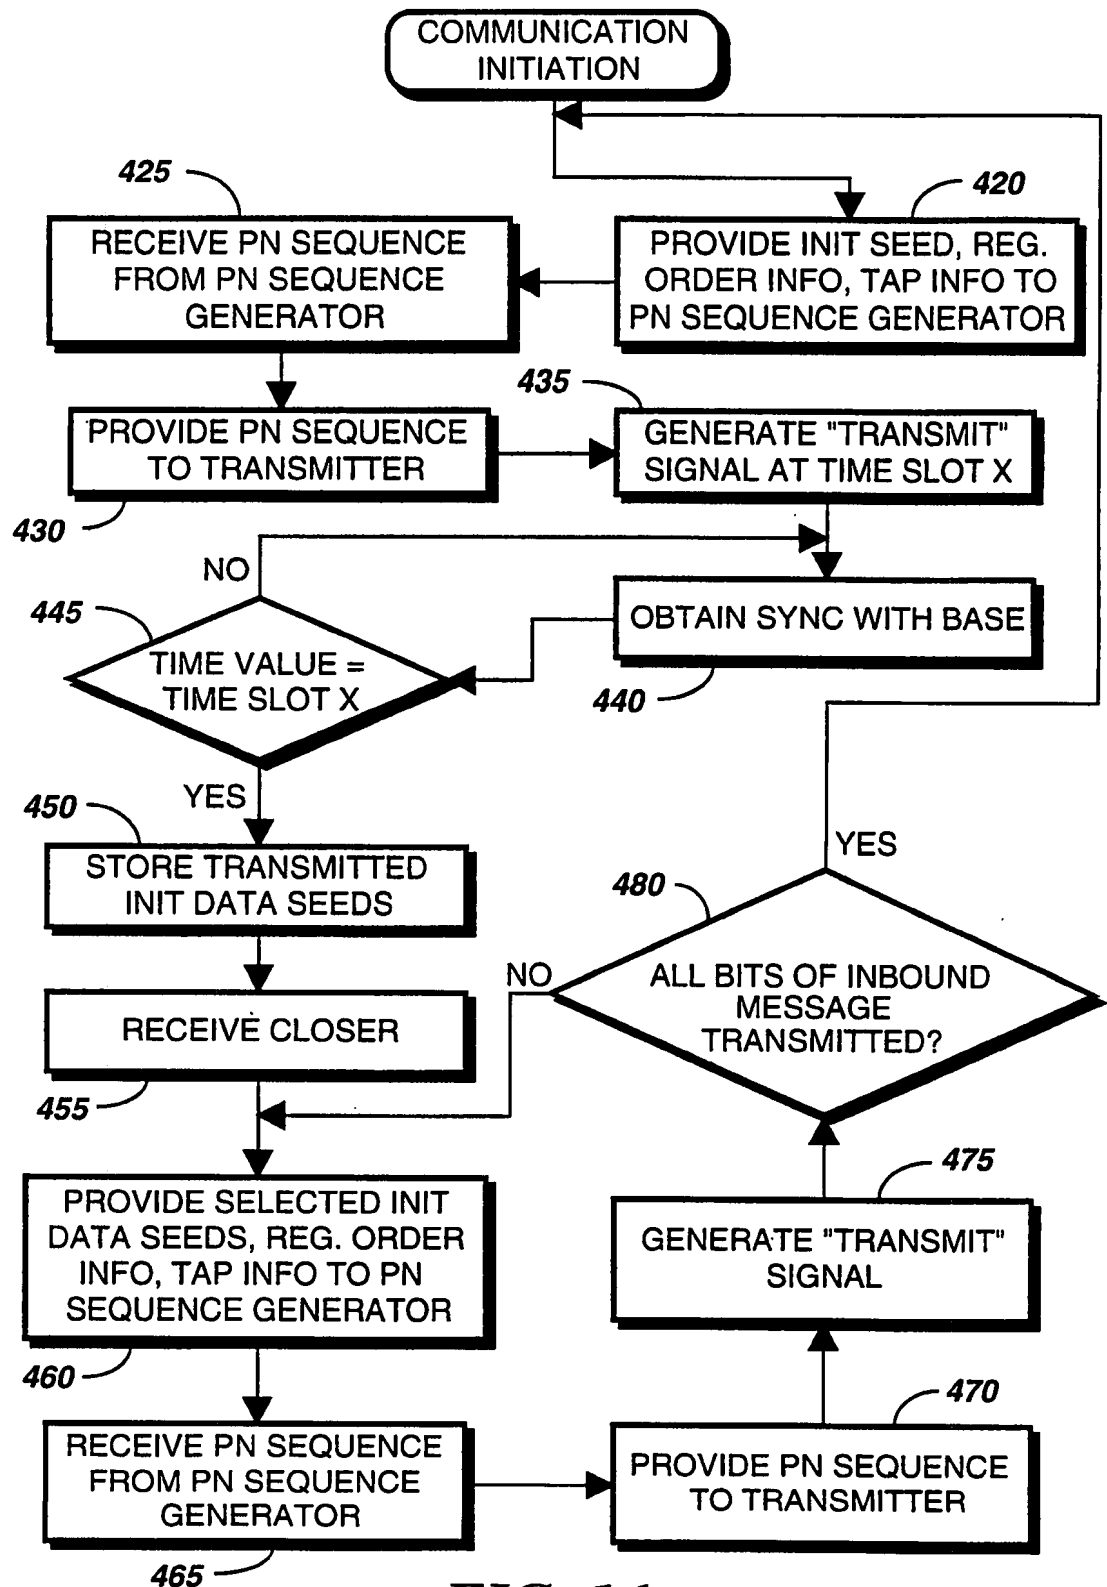 COMMUNICATION
INITIATION
425
420
RECEIVE PN SEQUENCE
FROM PN SEQUENCE
GENERATOR
PROVIDE INIT SEED, REG.
ORDER INFO, TAP INFO TO
PN SEQUENCE GENERATOR
435
PROVIDE PN SEQUENCE
TO TRANSMITTER
GENERATE "TRANSMIT"
SIGNAL AT TIME SLOT X
430
NO
445
TIME VALUE =
TIME SLOT X
OBTAIN SYNC WITH BASE
440
YES
450
STORE TRANSMITTED
INIT DATA SEEDS
YES
480
NO
ALL BITS OF INBOUND
MESSAGE
TRANSMITTED?
RECEIVE CLOSER
455
475
PROVIDE SELECTED INIT
DATA SEEDS, REG. ORDER
INFO, TAP INFO TO PN
SEQUENCE GENERATOR
GENERATE "TRANSMIT"
SIGNAL
460
470
RECEIVE PN SEQUENCE
FROM PN SEQUENCE
GENERATOR
PROVIDE PN SEQUENCE
TO TRANSMITTER
465